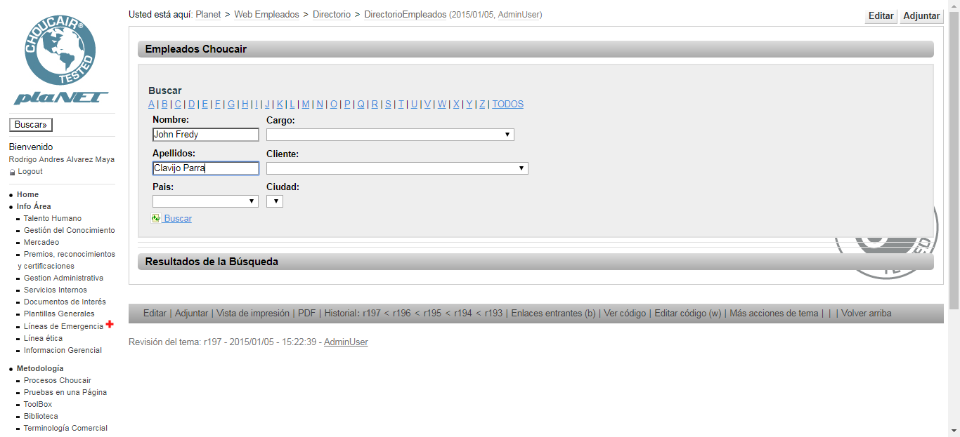 CHOUCAIR
TESTED
plaNET
Buscar»
Bienvenido
Rodrigo Andres Alvarez Maya
Logout
Home
Info Área
Talento Humano
Gestión del Conocimiento
Mercadeo
Premios, reconocimientos
y certificaciones
Gestion Administrativa
Servicios Internos
Documentos de Interés
Plantillas Generales
Líneas de Emergencia
Línea ética
Informacion Gerencial
Metodología
Procesos Choucair
Pruebas en una Página
ToolBox
Biblioteca
Terminología Comercial
Usted está aquí: Planet > Web Empleados > Directorio > DirectorioEmpleados (2015/01/05, AdminUser)
Editar Adjuntar
Empleados Choucair
Buscar
A | B | C | D | E | F | G | H | I | J | K | L | M | N | O | P | Q | R | S | T | U | V | W | X | Y | Z | TODOS
Nombre: Cargo:
John Fredy
Apellidos: Cliente:
Clavijo Parra
Pais: Ciudad:
Buscar
TED
Resultados de la Búsqueda
Editar | Adjuntar | Vista de impresión | PDF | Historial: r197 < r196 < r195 < r194 < r193 | Enlaces entrantes (b) | Ver código | Editar código (w) | Más acciones de tema | | | Volver arriba
Revisión del tema: r197 - 2015/01/05 - 15:22:39 - AdminUser